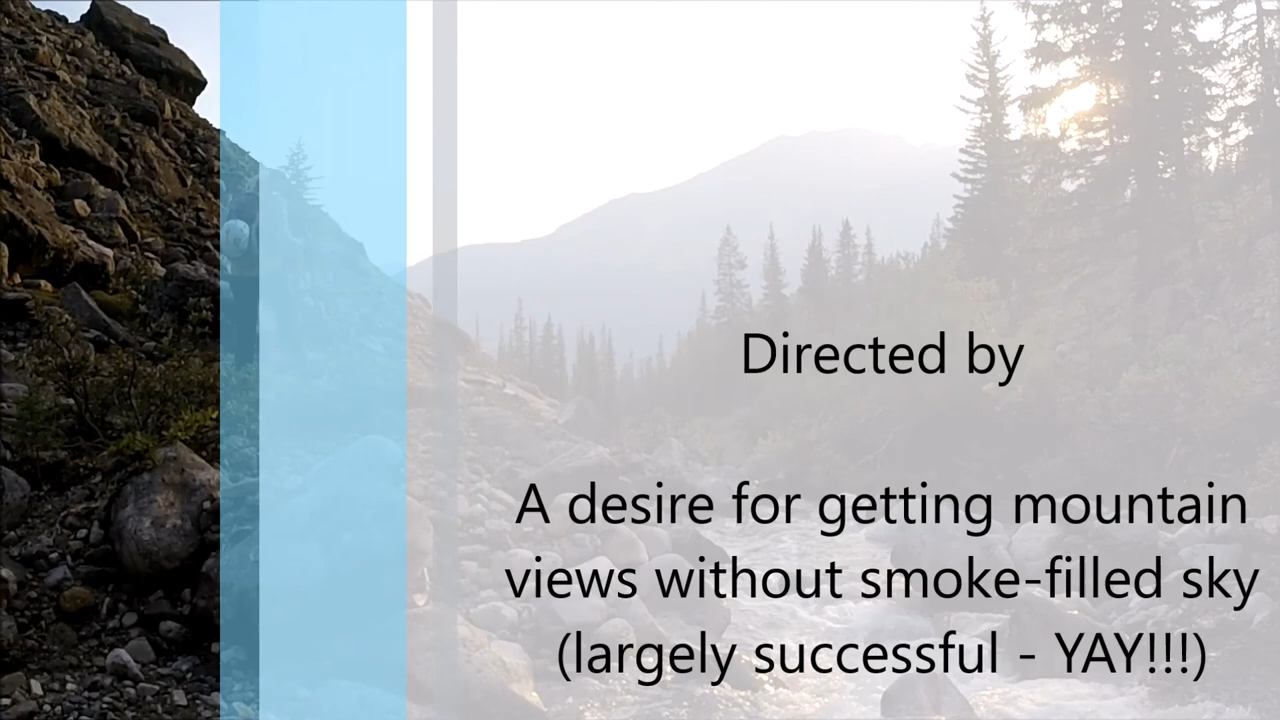 Directed by
A desire for getting mountain
views without smoke-filled sky
(largely successful - YAY!!!)